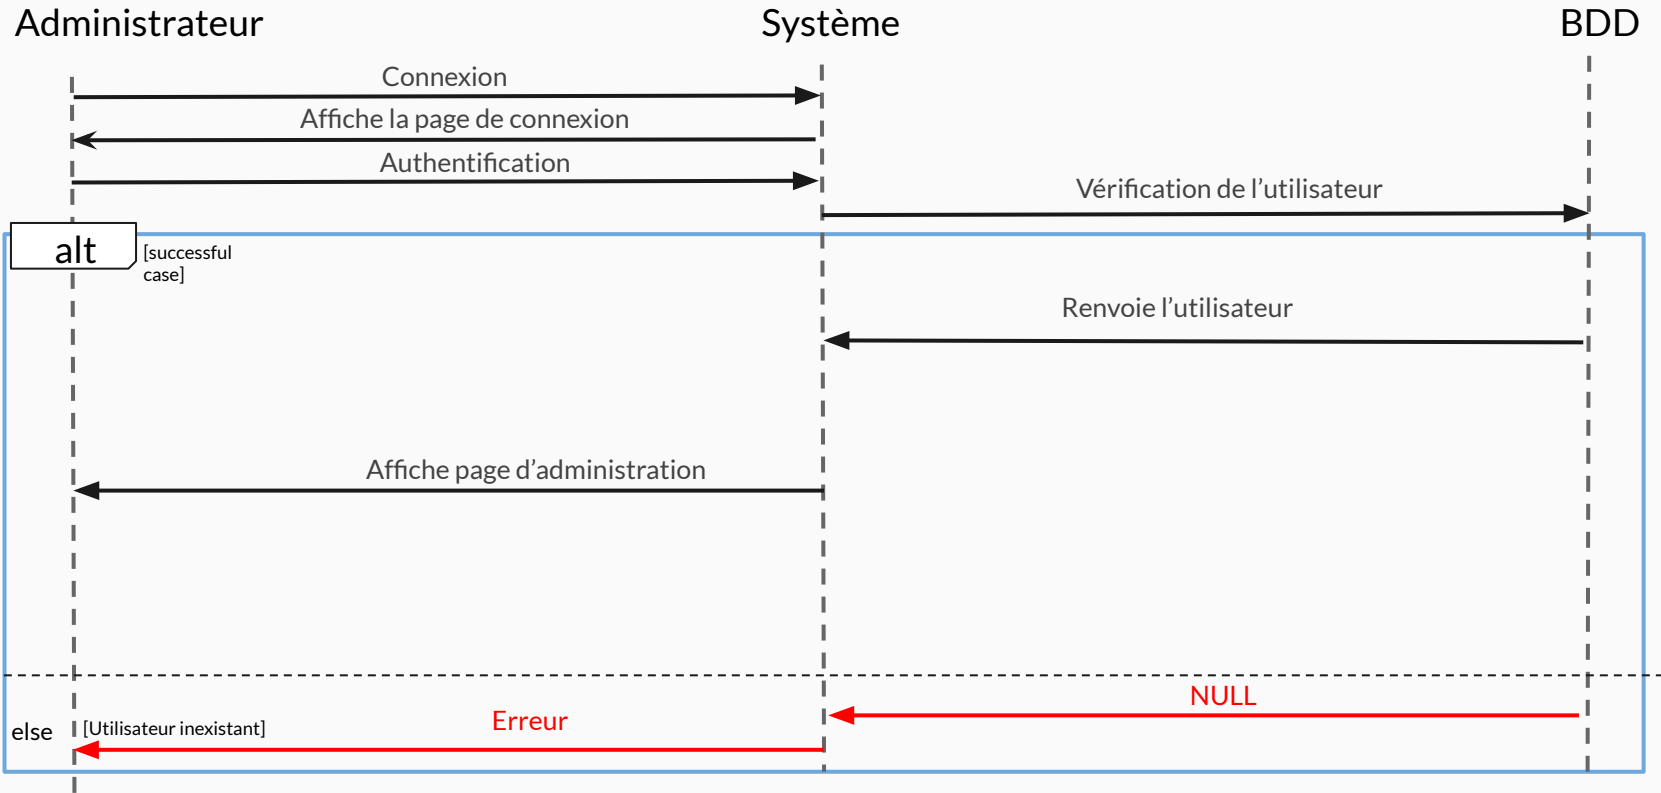 Administrateur
Système
BDD
Connexion
Affiche la page de connexion
Authentification
Vérification de l’utilisateur
alt
[successful
case]
Renvoie l’utilisateur
Affiche page d’administration
NULL
Erreur
else
[Utilisateur inexistant]